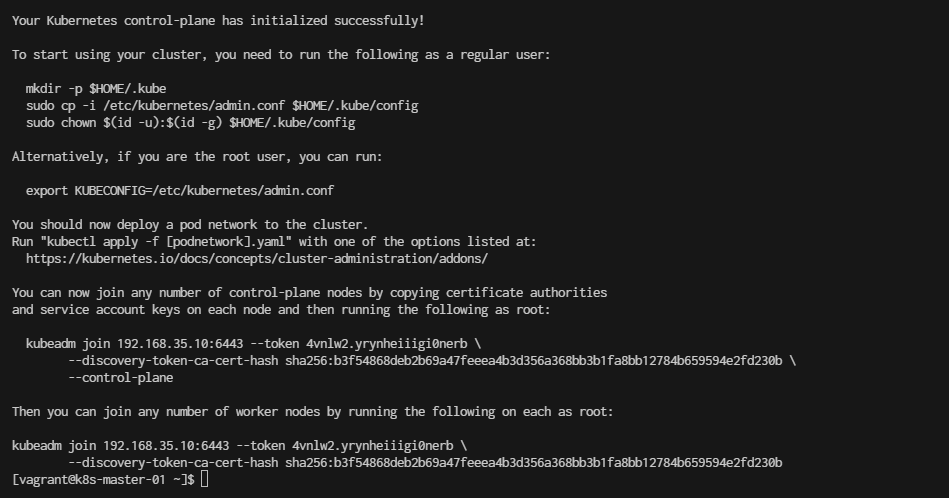 Your Kubernetes control-plane has initialized successfully!
To start using your cluster, you need to run the following as a regular user:
mkdir -p $HOME/.kube
sudo cp -i /etc/kubernetes/admin.conf $HOME/.kube/config
sudo chown $(id -u):$(id -g) $HOME/.kube/config
Alternatively, if you are the root user, you can run:
export KUBECONFIG=/etc/kubernetes/admin.conf
You should now deploy a pod network to the cluster.
Run "kubectl apply -f [podnetwork].yaml" with one of the options listed at:
https://kubernetes.io/docs/concepts/cluster-administration/addons/
You can now join any number of control-plane nodes by copying certificate authorities
and service account keys on each node and then running the following as root:
kubeadm join 192.168.35.10:6443 --token 4vnlw2.yrynheiiigi0nerb \
--discovery-token-ca-cert-hash sha256:b3f54868deb2b69a47feeea4b3d356a368bb3b1fa8bb12784b659594e2fd230b \
--control-plane
Then you can join any number of worker nodes by running the following on each as root:
kubeadm join 192.168.35.10:6443 --token 4vnlw2.yrynheiiigi0nerb \
--discovery-token-ca-cert-hash sha256:b3f54868deb2b69a47feeea4b3d356a368bb3b1fa8bb12784b659594e2fd230b
[vagrant@k8s-master-01 ~]$